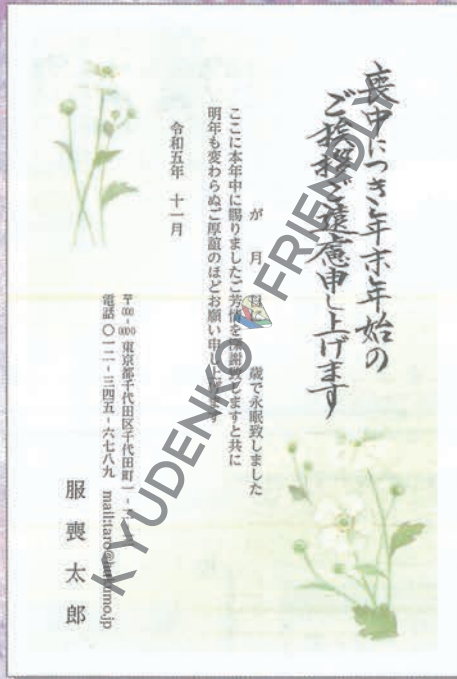 喪中につき年末年始の
ご挨拶ご遠慮申し上げます
が 月 日に 歳で永眠致しました
ここに本年中に賜りましたご芳情を深謝致しますと共に
明年も変わらぬご厚誼のほどお願い申し上げます
令和五年 十一月
〒000-0000 東京都千代田区千代田町一-
電話 〇一二-三四五-六七八九
服喪太郎
KYUDENKO FRIENDLY